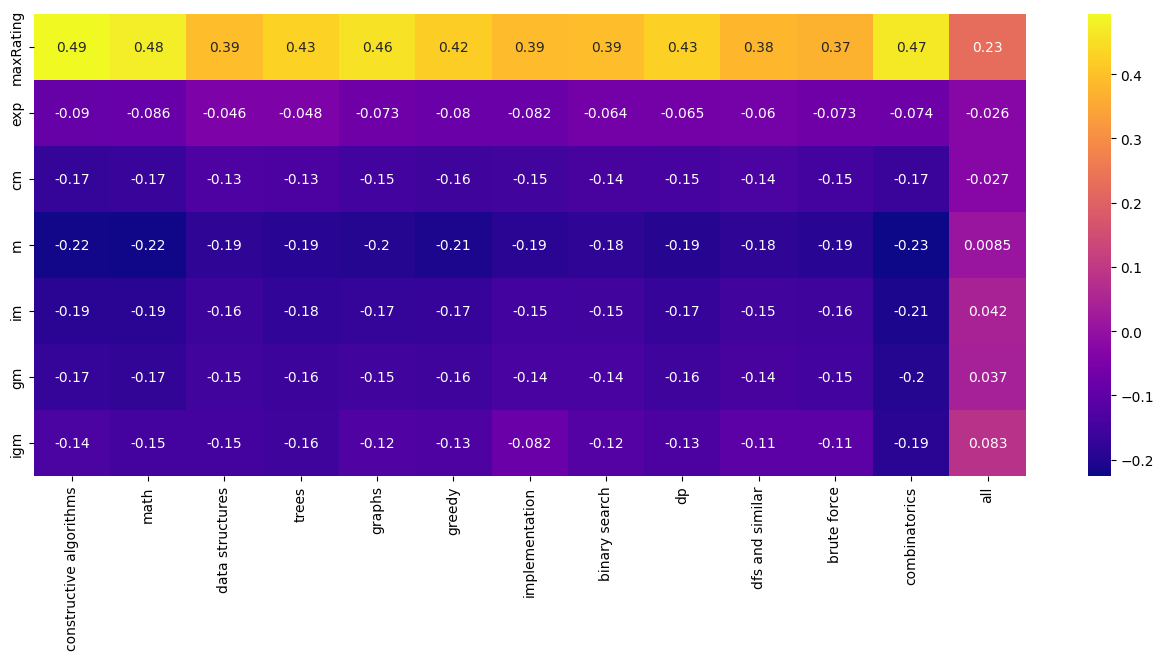 maxRating 0.49 0.48 0.39 0.43 0.46 0.42 0.39 0.39 0.43 0.38 0.37 0.47 0.23
exp -0.09 -0.086 -0.046 -0.048 -0.073 -0.08 -0.082 -0.064 -0.065 -0.06 -0.073 -0.074 -0.026
cm -0.17 -0.17 -0.13 -0.13 -0.15 -0.16 -0.15 -0.14 -0.15 -0.14 -0.15 -0.17 -0.027
m -0.22 -0.22 -0.19 -0.19 -0.2 -0.21 -0.19 -0.18 -0.19 -0.18 -0.19 -0.23 0.0085
im -0.19 -0.19 -0.16 -0.18 -0.17 -0.17 -0.15 -0.15 -0.17 -0.15 -0.16 -0.21 0.042
gm -0.17 -0.17 -0.15 -0.16 -0.15 -0.16 -0.14 -0.14 -0.16 -0.14 -0.15 -0.2 0.037
igm -0.14 -0.15 -0.15 -0.16 -0.12 -0.13 -0.082 -0.12 -0.13 -0.11 -0.11 -0.19 0.083
constructive algorithms
math
data structures
trees
graphs
greedy
implementation
binary search
dp
dfs and similar
brute force
combinatorics
all
0.4
0.3
0.2
0.1
0.0
−0.1
−0.2